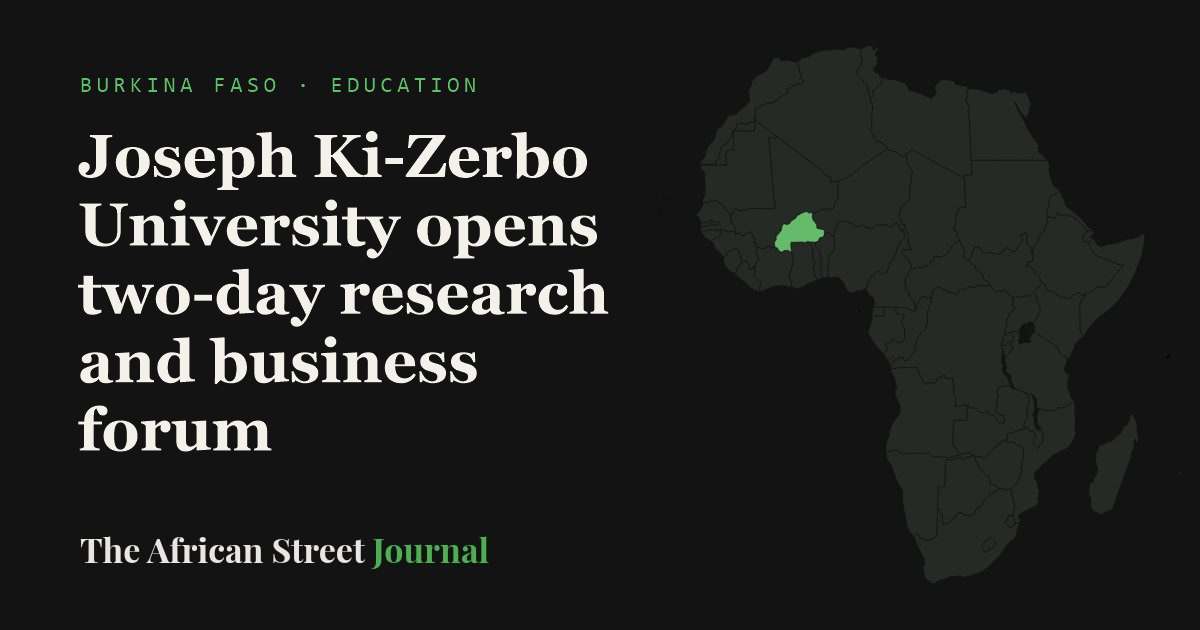 BURKINA FASO · EDUCATION
Joseph Ki-Zerbo
University opens
two-day research
and business
forum
The African Street Journal